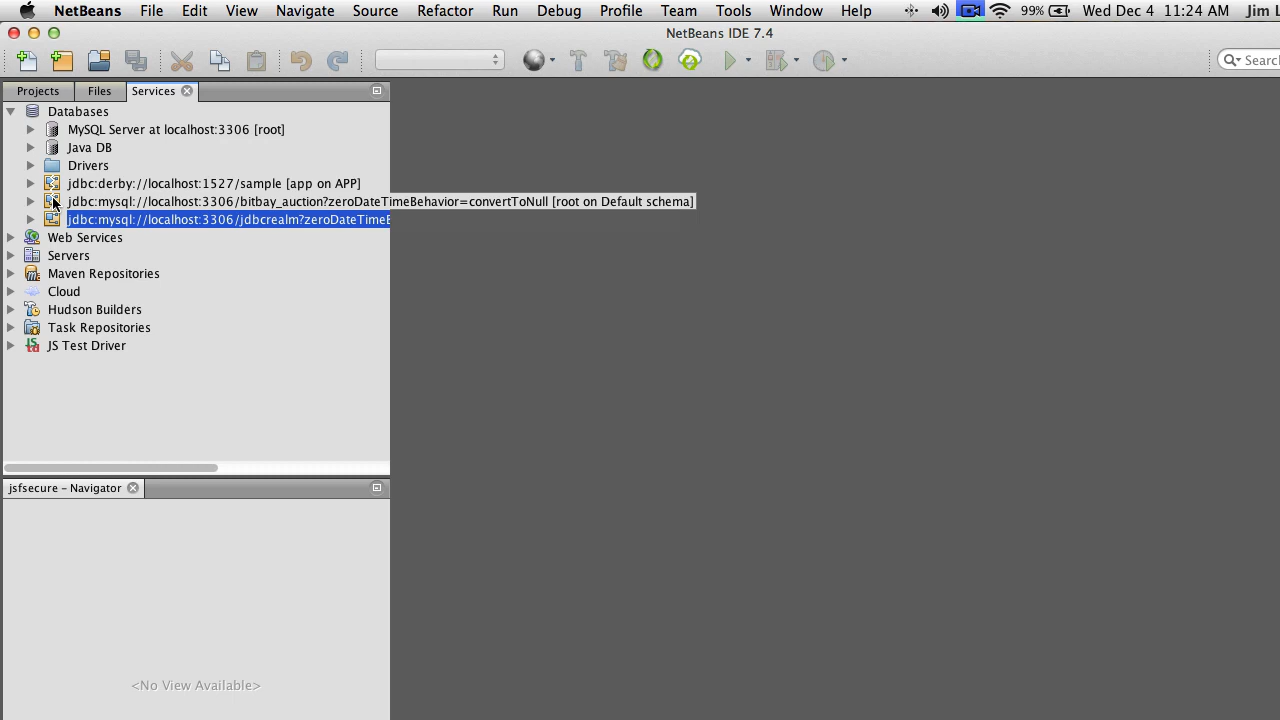 NetBeans File Edit View Navigate Source Refactor Run Debug Profile Team Tools Window Help 99% Wed Dec 4 11:24 AM Jim L
NetBeans IDE 7.4
Searc
Projects Files Services
Databases
MySQL Server at localhost:3306 [root]
Java DB
Drivers
jdbc:derby://localhost:1527/sample [app on APP]
jdbc:mysql://localhost:3306/bitbay_auction?zeroDateTimeBehavior=convertToNull [root on Default schema]
jdbc:mysql://localhost:3306/jdbcrealm?zeroDateTimeB
Web Services
Servers
Maven Repositories
Cloud
Hudson Builders
Task Repositories
JS Test Driver
jsfsecure - Navigator
<No View Available>